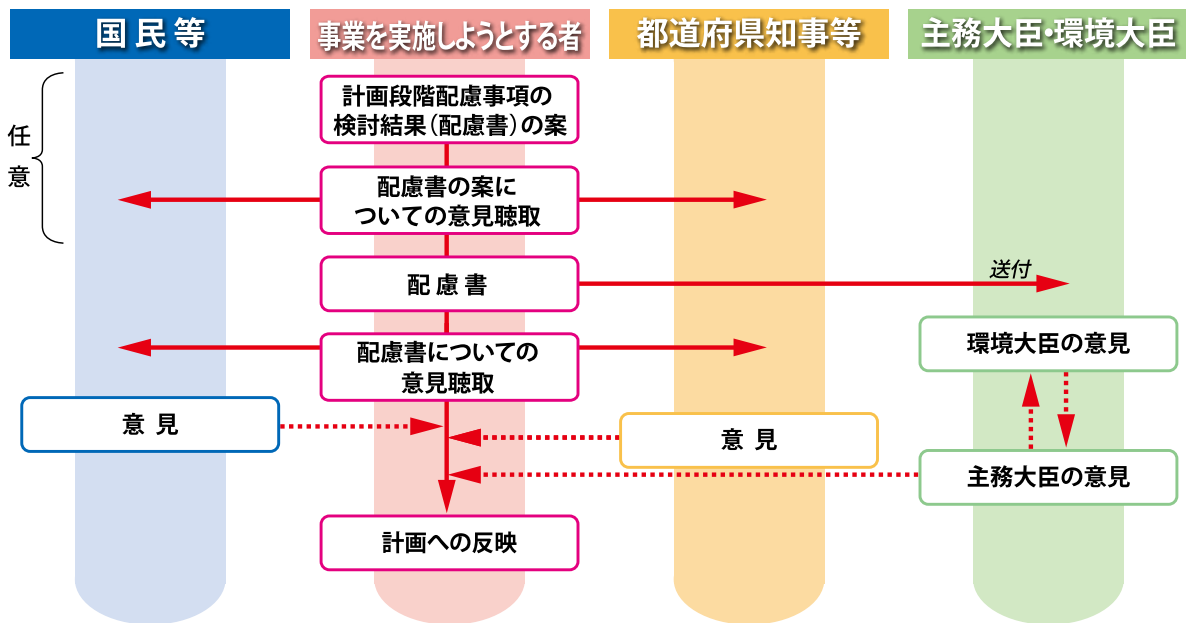 国民等
事業を実施しようとする者
都道府県知事等
主務大臣・環境大臣
任意
計画段階配慮事項の
検討結果（配慮書）の案
配慮書の案に
ついての意見聴取
配慮書
送付
配慮書についての
意見聴取
環境大臣の意見
意見
意見
主務大臣の意見
計画への反映